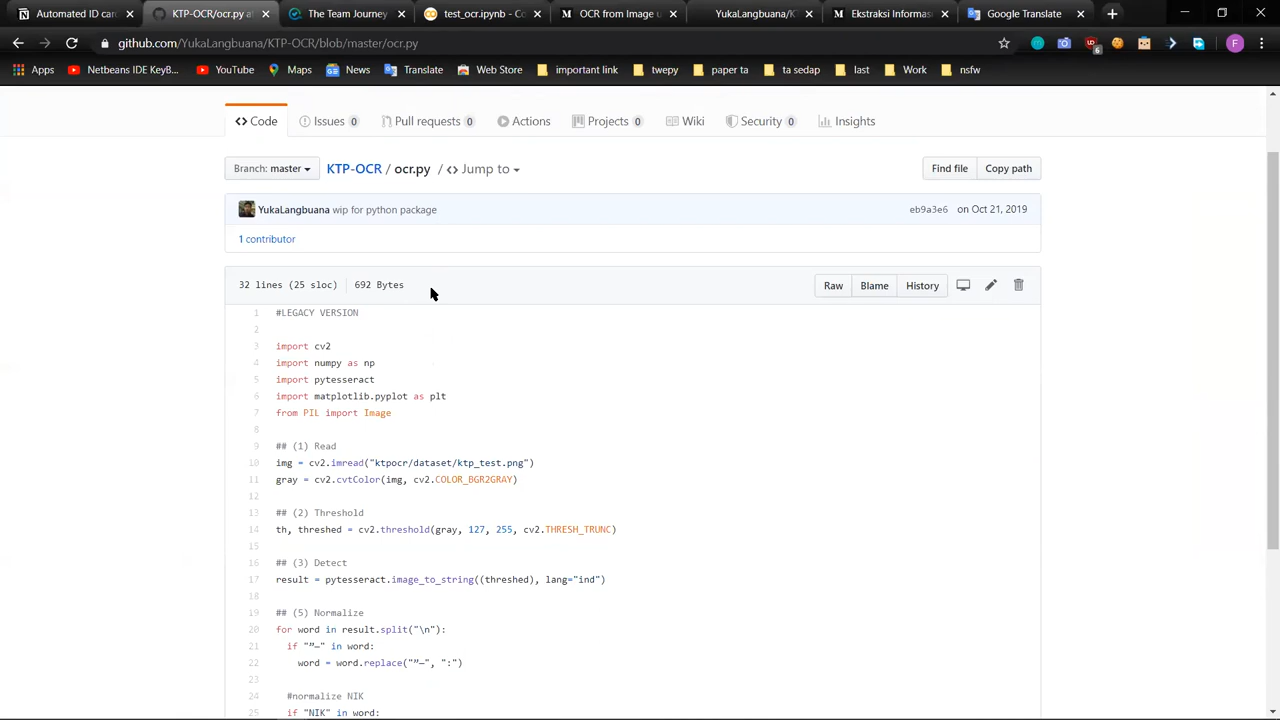 Automated ID card
KTP-OCR/ocr.py a
The Team Journey
test_ocr.ipynb - Co
OCR from Image u
YukaLangbuana/KT
Ekstraksi Informas
Google Translate
github.com/YukaLangbuana/KTP-OCR/blob/master/ocr.py
6
F
Apps
Netbeans IDE KeyB...
YouTube
Maps
News
Translate
Web Store
important link
twepy
paper ta
ta sedap
last
Work
nsfw
Code
Issues 0
Pull requests 0
Actions
Projects 0
Wiki
Security 0
Insights
Branch: master
KTP-OCR / ocr.py / <> Jump to
Find file
Copy path
YukaLangbuana wip for python package
eb9a3e6 on Oct 21, 2019
1 contributor
32 lines (25 sloc) 692 Bytes
Raw
Blame
History
1 #LEGACY VERSION
2
3 import cv2
4 import numpy as np
5 import pytesseract
6 import matplotlib.pyplot as plt
7 from PIL import Image
8
9 ## (1) Read
10 img = cv2.imread("ktpocr/dataset/ktp_test.png")
11 gray = cv2.cvtColor(img, cv2.COLOR_BGR2GRAY)
12
13 ## (2) Threshold
14 th, threshed = cv2.threshold(gray, 127, 255, cv2.THRESH_TRUNC)
15
16 ## (3) Detect
17 result = pytesseract.image_to_string((threshed), lang="ind")
18
19 ## (5) Normalize
20 for word in result.split("\n"):
21 if "”—" in word:
22 word = word.replace("”—", ":")
23
24 #normalize NIK
25 if "NIK" in word: